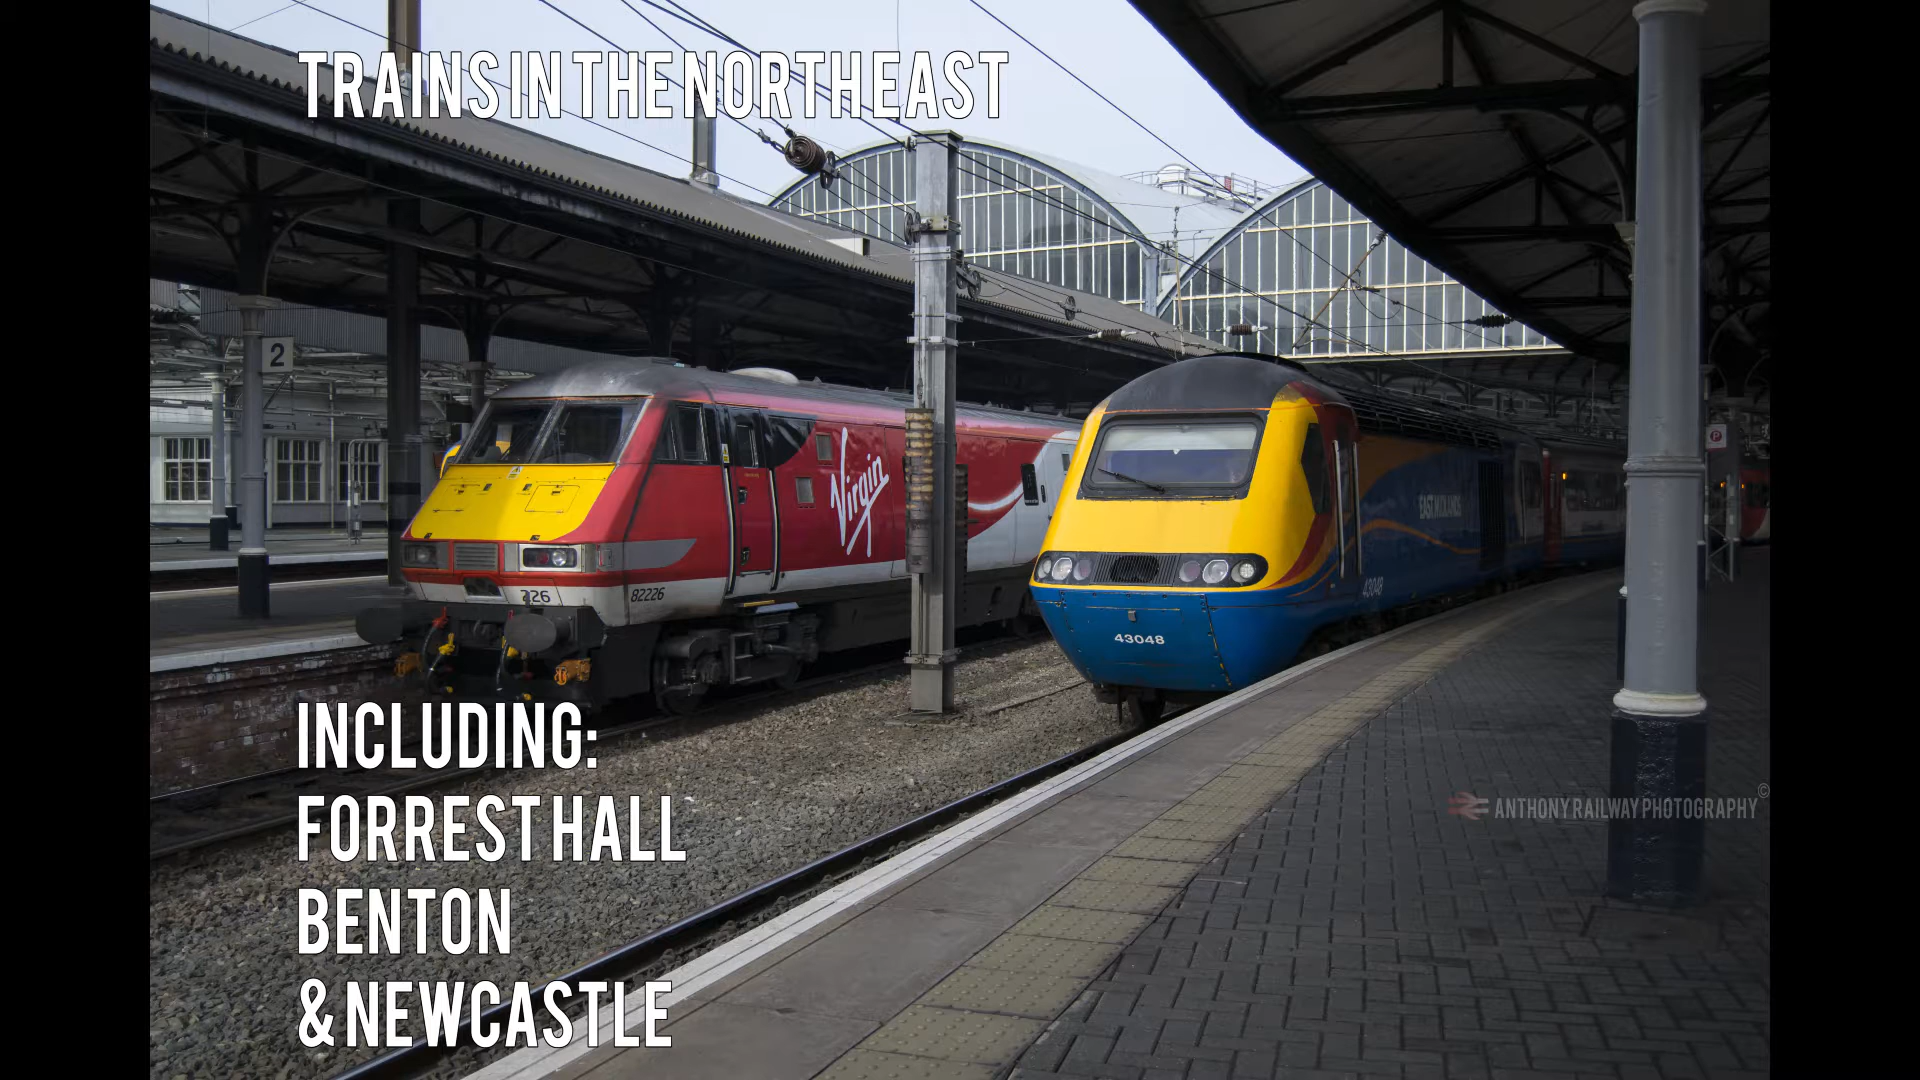 TRAINS IN THE NORTH EAST
2
Virgin
EAST MIDLANDS
226
82226
43048
43048
P
INCLUDING:
FORREST HALL
BENTON
& NEWCASTLE
ANTHONY RAILWAY PHOTOGRAPHY ©